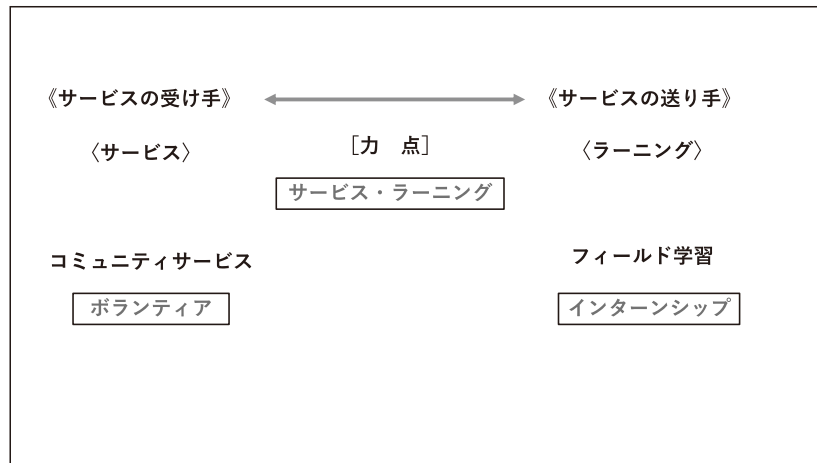 《サービスの受け手》
《サービスの送り手》
〈サービス〉
[力　点]
〈ラーニング〉
サービス・ラーニング
コミュニティサービス
フィールド学習
ボランティア
インターンシップ